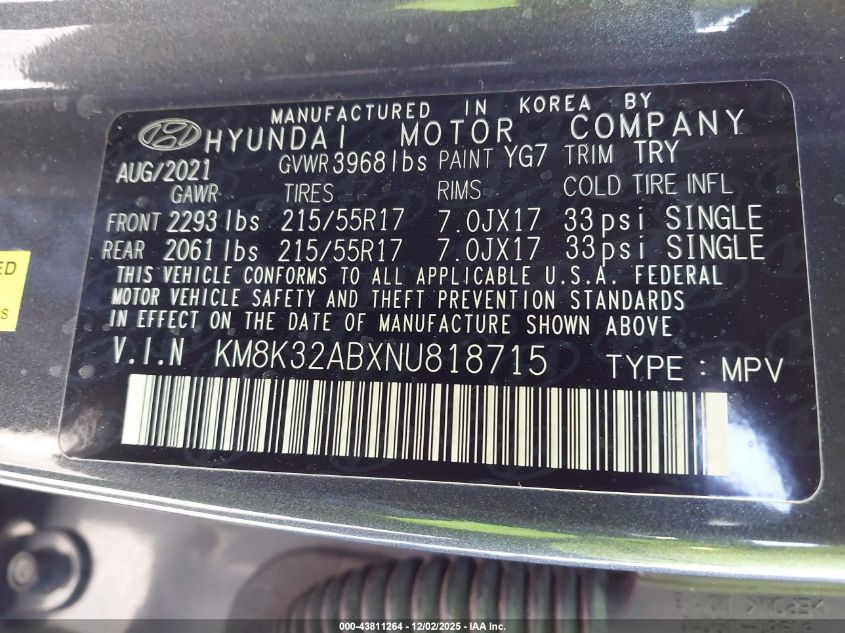 MANUFACTURED IN KOREA BY
HYUNDAI MOTOR COMPANY
AUG/2021 GVWR 3968lbs PAINT YG7 TRIM TRY
GAWR TIRES RIMS COLD TIRE INFL
FRONT 2293lbs 215/55R17 7.0JX17 33psi SINGLE
REAR 2061lbs 215/55R17 7.0JX17 33psi SINGLE
THIS VEHICLE CONFORMS TO ALL APPLICABLE U.S.A. FEDERAL
MOTOR VEHICLE SAFETY AND THEFT PREVENTION STANDARDS
IN EFFECT ON THE DATE OF MANUFACTURE SHOWN ABOVE
V.I.N KM8K32ABXNU818715 TYPE : MPV
ED
000-43811264 - 12/02/2025 - IAA Inc.